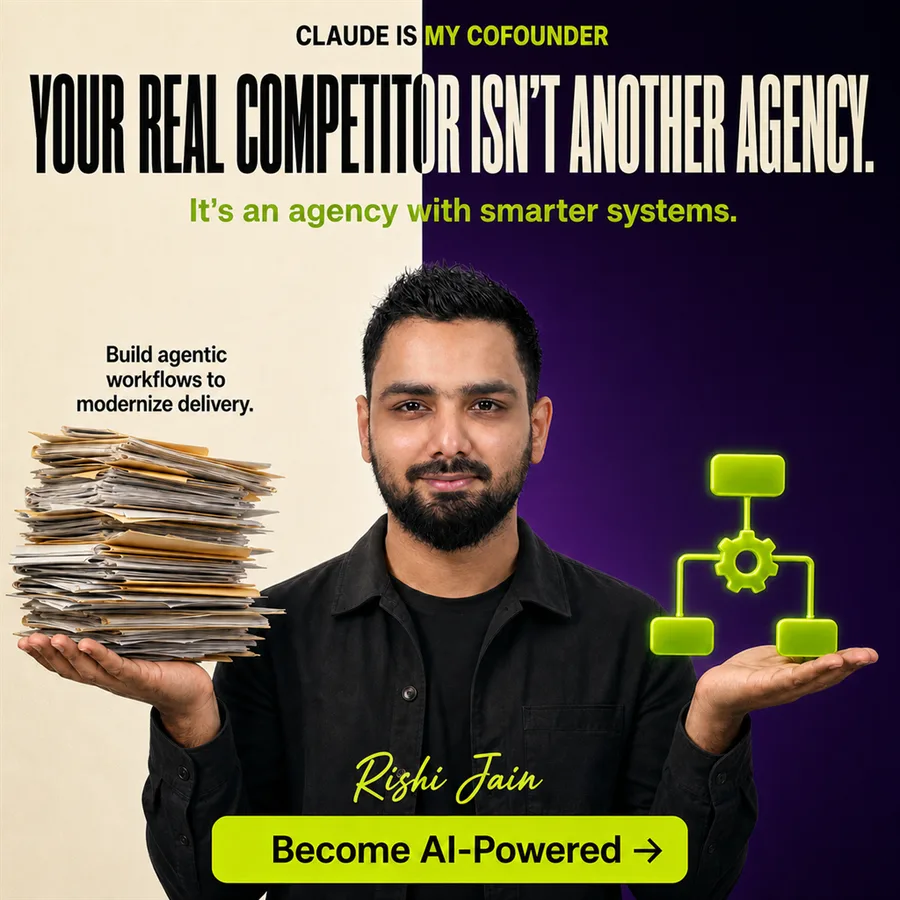 CLAUDE IS MY COFOUNDER
YOUR REAL COMPETITOR ISN'T ANOTHER AGENCY.
It's an agency with smarter systems.
Build agentic
workflows to
modernize delivery.
Rishi Jain
Become AI-Powered →